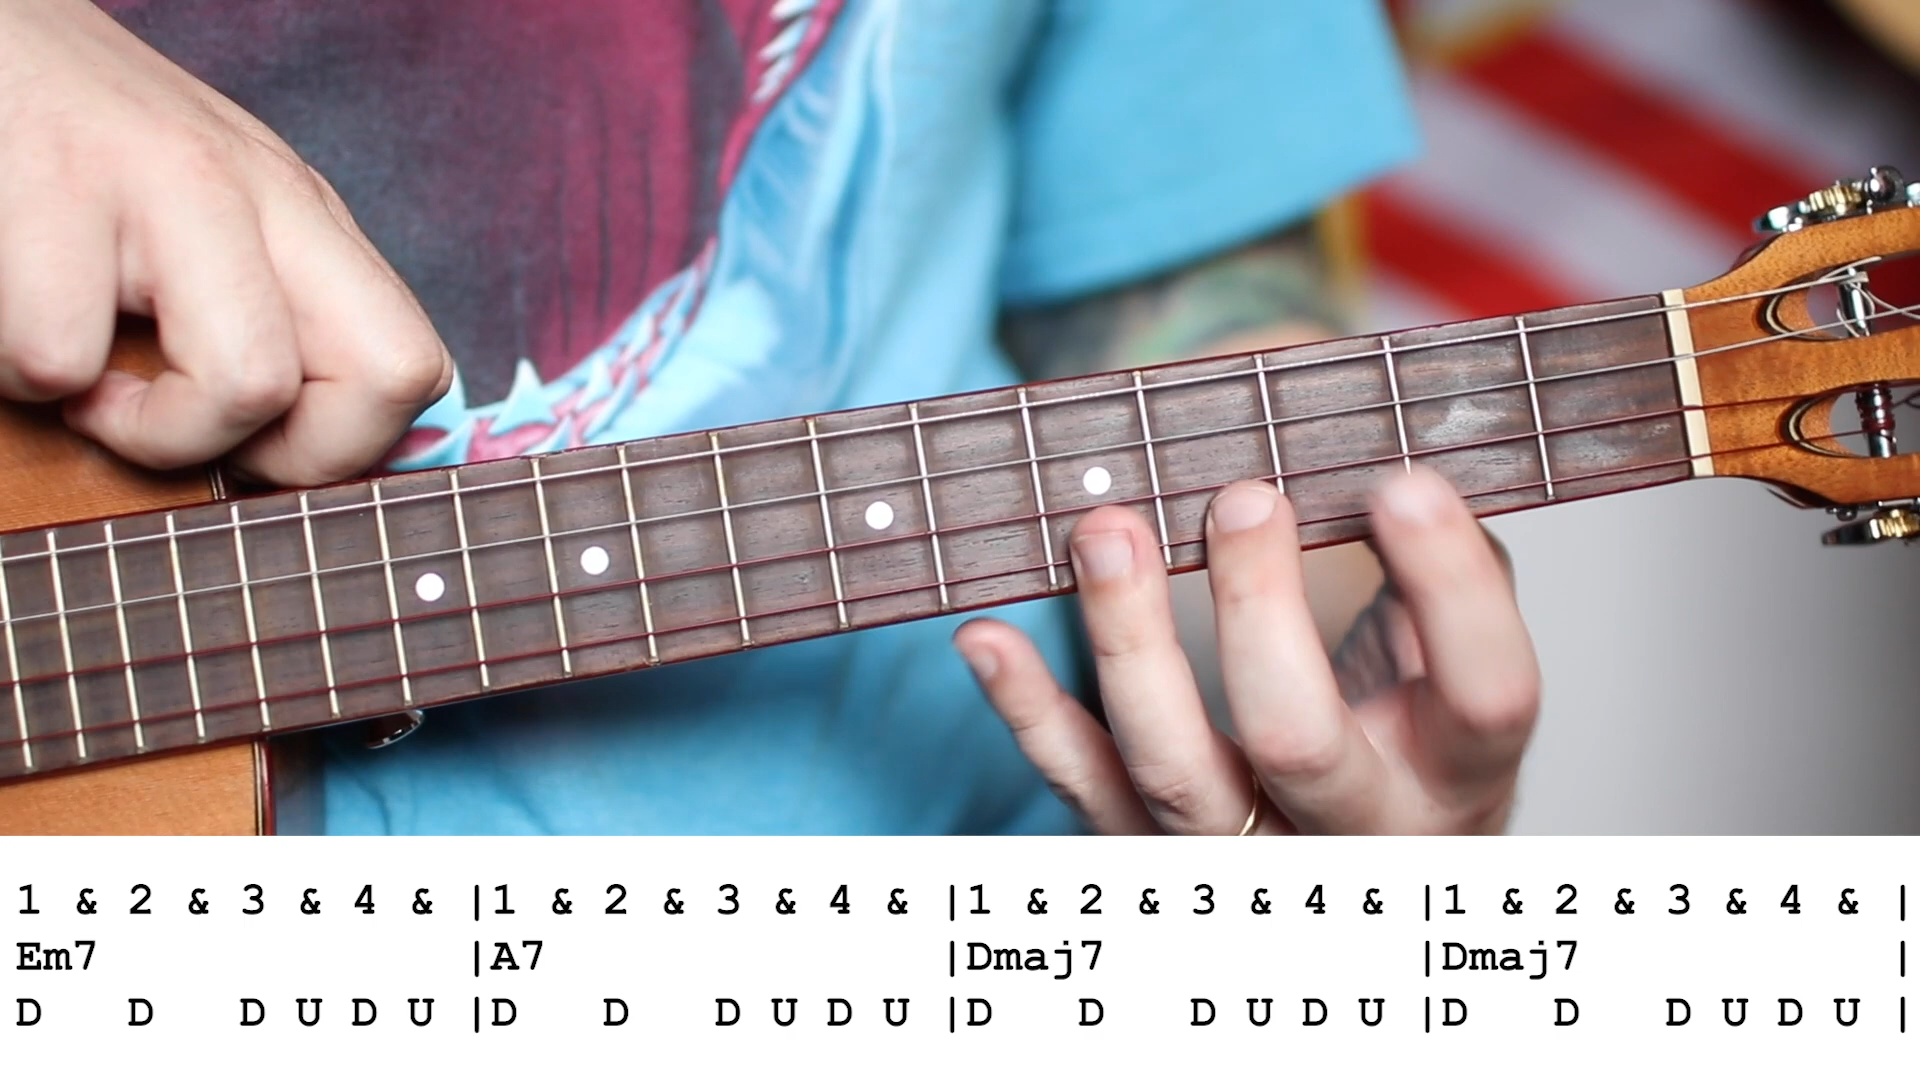 1 & 2 & 3 & 4 & |1 & 2 & 3 & 4 & |1 & 2 & 3 & 4 & |1 & 2 & 3 & 4 & |
Em7 |A7 |Dmaj7 |Dmaj7 |
D D D U D U |D D D U D U |D D D U D U |D D D U D U |